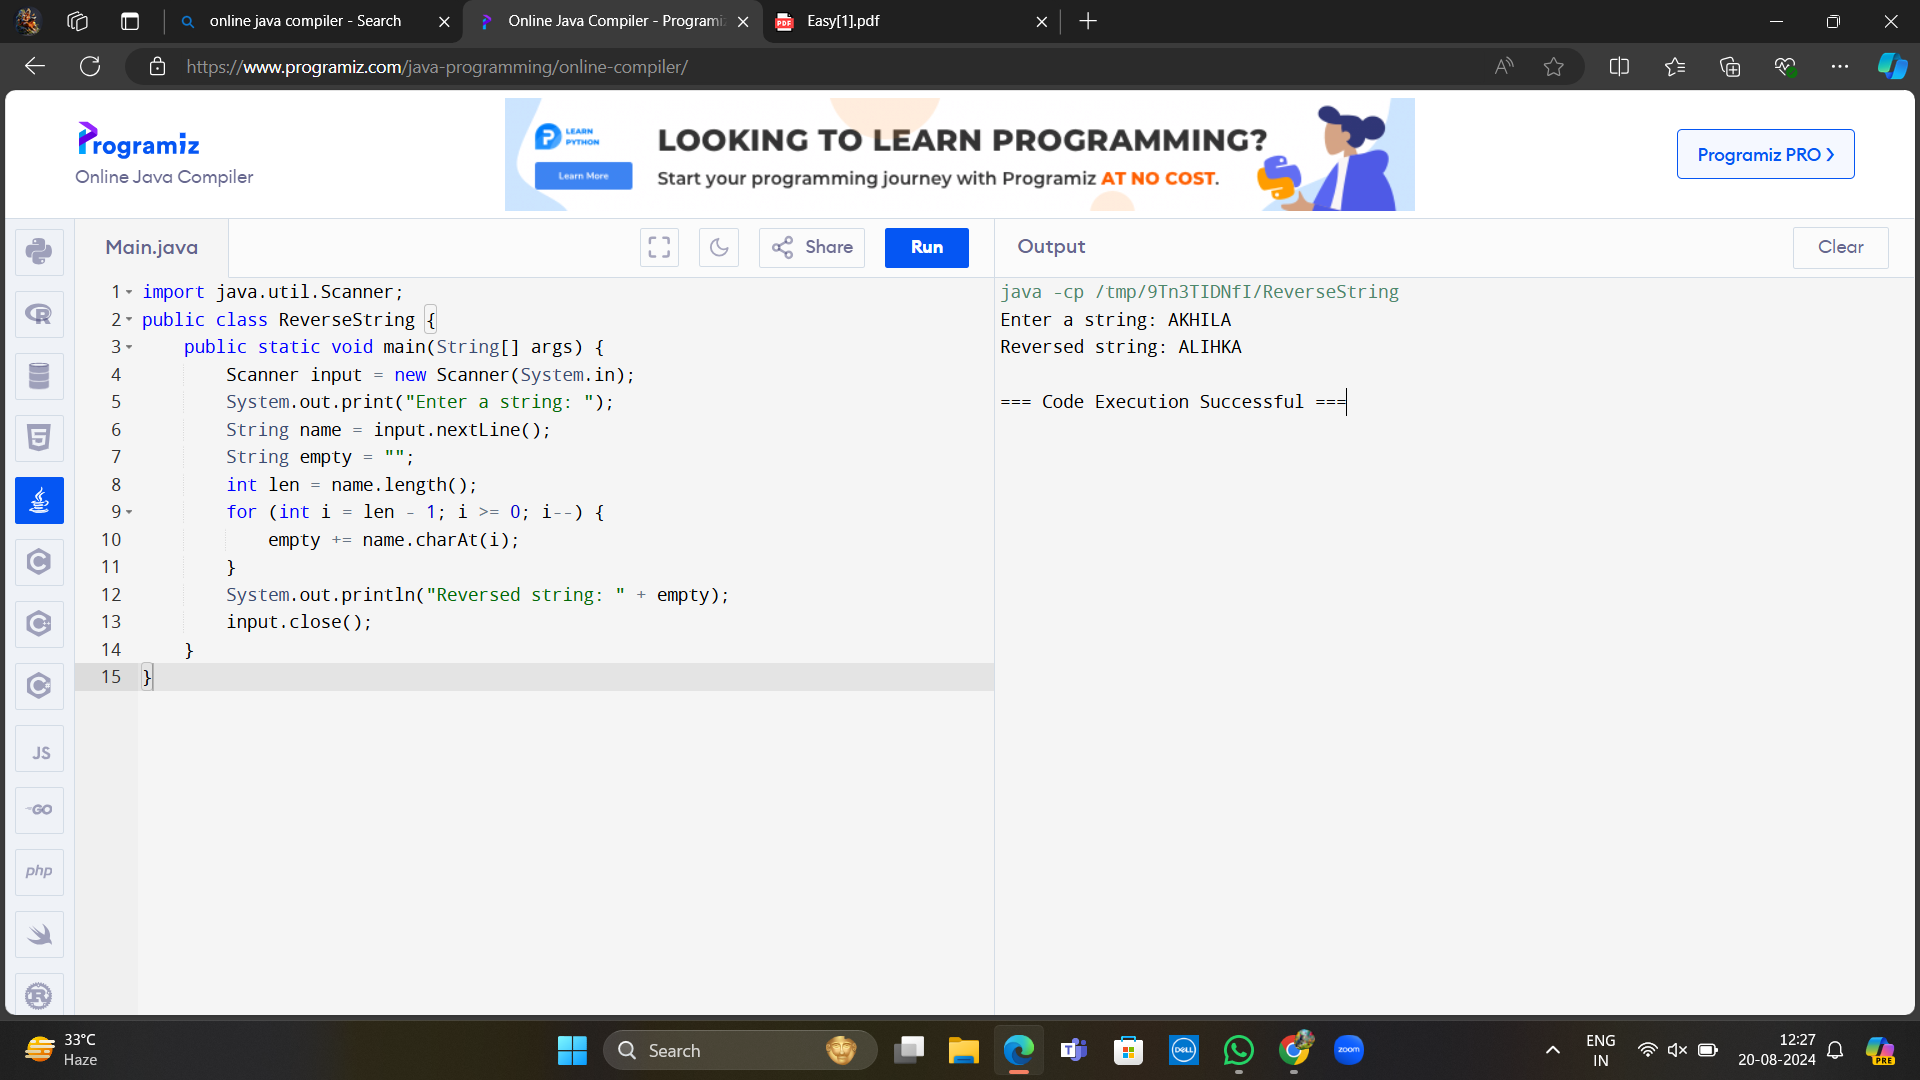 online java compiler - Search
Online Java Compiler - Programiz
Easy[1].pdf
https://www.programiz.com/java-programming/online-compiler/
Programiz
Online Java Compiler
LEARN
PYTHON
Learn More
LOOKING TO LEARN PROGRAMMING?
Start your programming journey with Programiz AT NO COST.
Programiz PRO
Main.java
Share
Run
Output
Clear
1 import java.util.Scanner;
2 public class ReverseString {
3     public static void main(String[] args) {
4         Scanner input = new Scanner(System.in);
5         System.out.print("Enter a string: ");
6         String name = input.nextLine();
7         String empty = "";
8         int len = name.length();
9         for (int i = len - 1; i >= 0; i--) {
10             empty += name.charAt(i);
11         }
12         System.out.println("Reversed string: " + empty);
13         input.close();
14     }
15 }
java -cp /tmp/9Tn3TIDNfI/ReverseString
Enter a string: AKHILA
Reversed string: ALIHKA
=== Code Execution Successful ===
JS
GO
php
33°C
Haze
Search
DELL
zoom
ENG
IN
12:27
20-08-2024
PRE